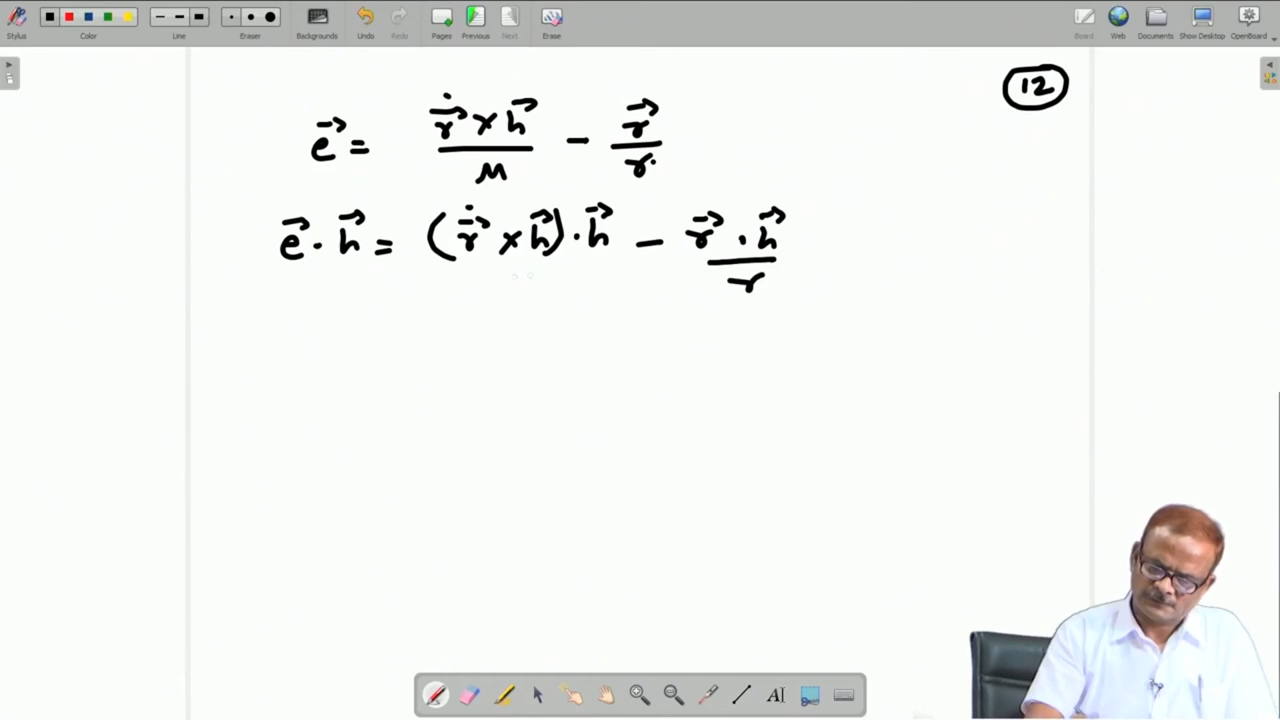 Stylus Color Line Eraser Backgrounds Undo Redo Pages Previous Next Erase Board Web Documents Show Desktop OpenBoard
12
e⃗ = (ṙ⃗ × h⃗)/μ − r⃗/r
e⃗ · h⃗ = (ṙ⃗ × h⃗) · h⃗ − (r⃗ · h⃗)/r